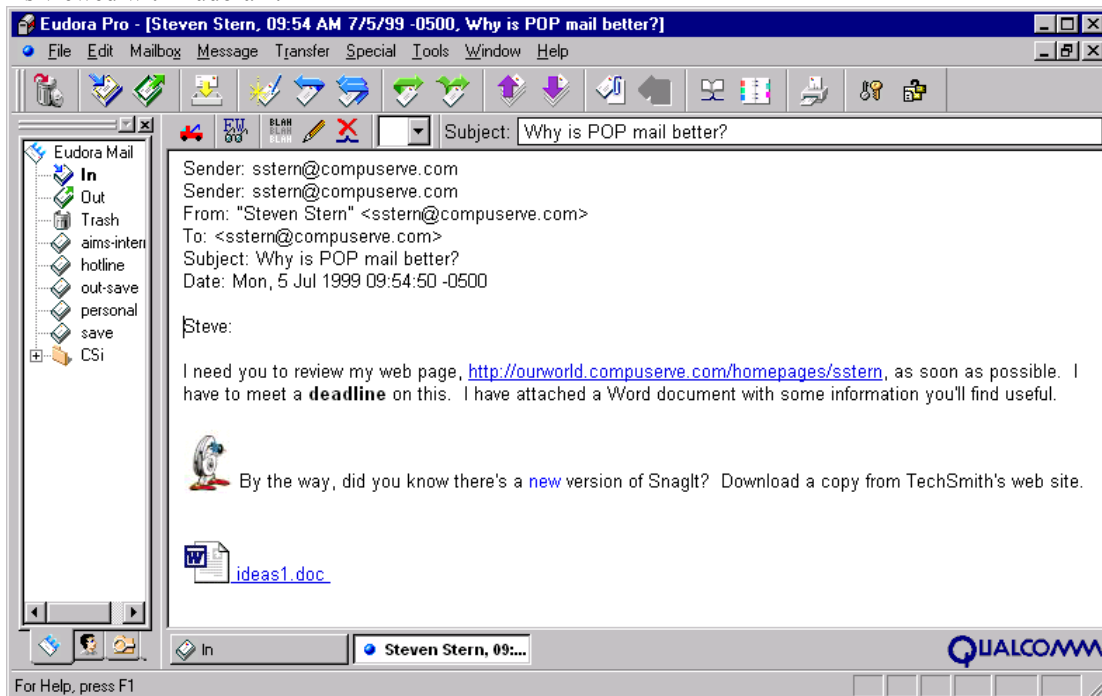 Eudora Pro - [Steven Stern, 09:54 AM 7/5/99 -0500, Why is POP mail better?]
File Edit Mailbox Message Transfer Special Tools Window Help
BLAH
BLAH
BLAH
Subject: Why is POP mail better?
Eudora Mail
In
Out
Trash
aims-intern
hotline
out-save
personal
save
CSi
Sender: sstern@compuserve.com
Sender: sstern@compuserve.com
From: "Steven Stern" <sstern@compuserve.com>
To: <sstern@compuserve.com>
Subject: Why is POP mail better?
Date: Mon, 5 Jul 1999 09:54:50 -0500
Steve:
I need you to review my web page, http://ourworld.compuserve.com/homepages/sstern, as soon as possible. I
have to meet a deadline on this. I have attached a Word document with some information you'll find useful.
By the way, did you know there's a new version of SnagIt? Download a copy from TechSmith's web site.
W
ideas1.doc
In
Steven Stern, 09:...
QUALCOMM
For Help, press F1